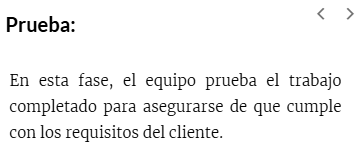 Prueba:
En esta fase, el equipo prueba el trabajo
completado para asegurarse de que cumple
con los requisitos del cliente.